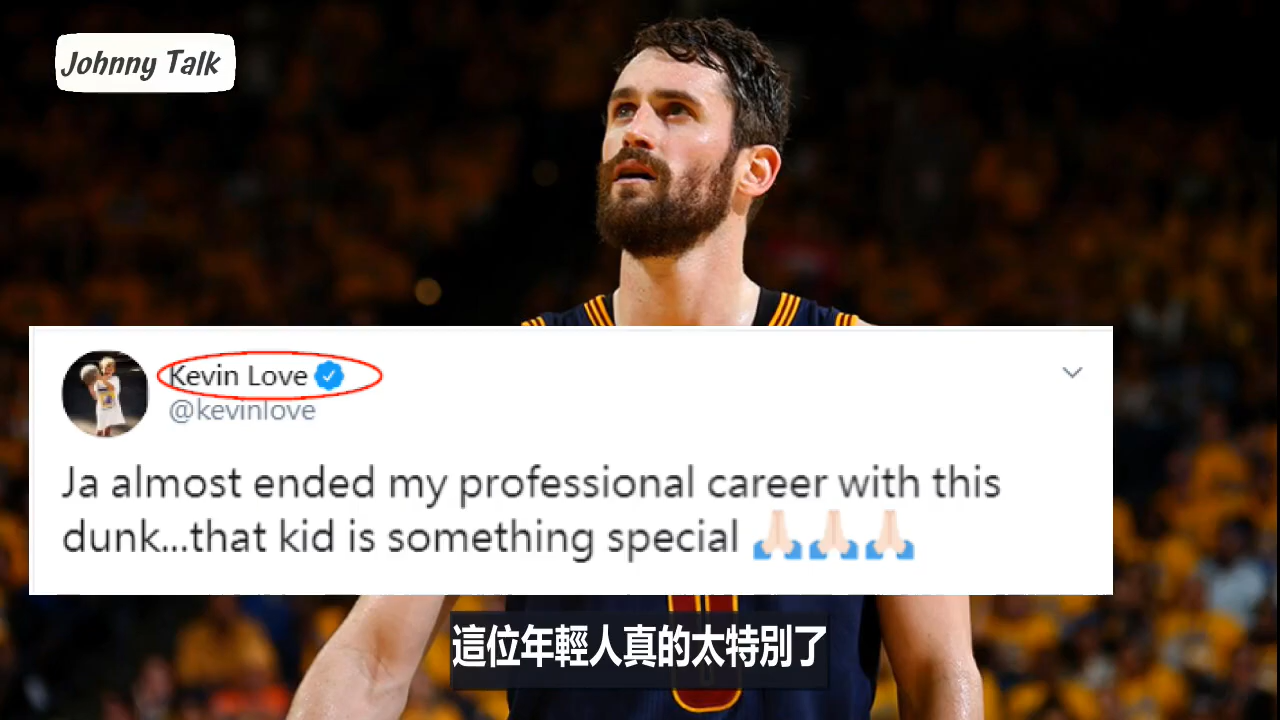 Johnny Talk
Kevin Love
@kevinlove
Ja almost ended my professional career with this
dunk...that kid is something special 🙏🏻🙏🏻🙏🏻
這位年輕人真的太特別了